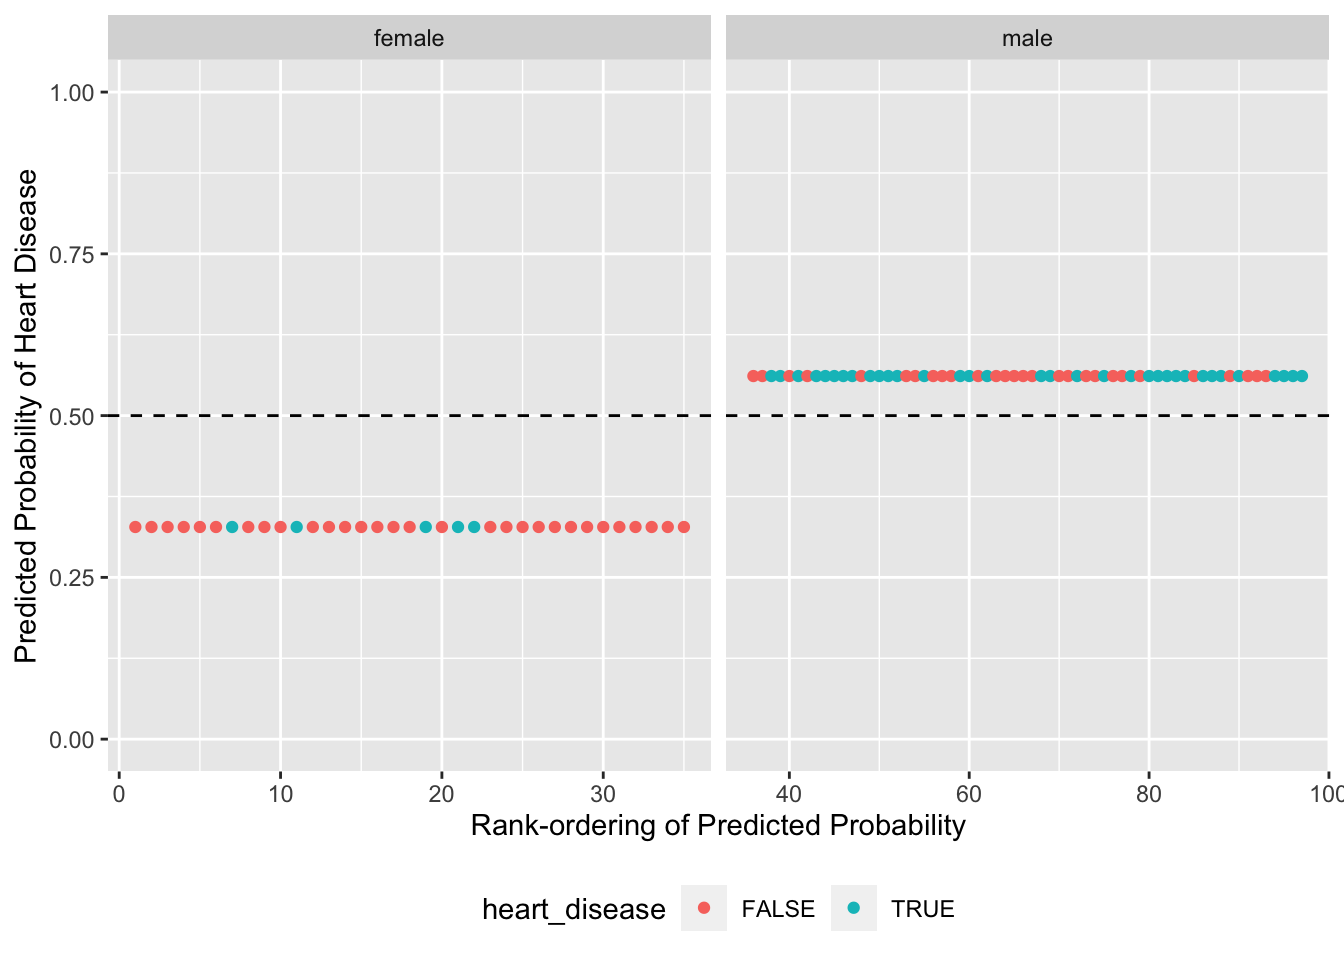 female
male
1.00
0.75
0.50
0.25
0.00
Predicted Probability of Heart Disease
0 10 20 30 40 60 80 100
Rank-ordering of Predicted Probability
heart_disease FALSE TRUE